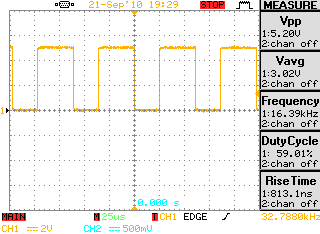 21-Sep'10 19:29 STOP MEASURE
Vpp
1:5.20V
2:chan off
Vavg
1:3.02V
2:chan off
Frequency
1:16.39kHz
2:chan off
DutyCycle
1: 59.01%
2:chan off
RiseTime
1:813.1ns
2:chan off
1
0.000 s
MAIN M 25us T CH1 EDGE 32.7880kHz
CH1 2V CH2 500mV